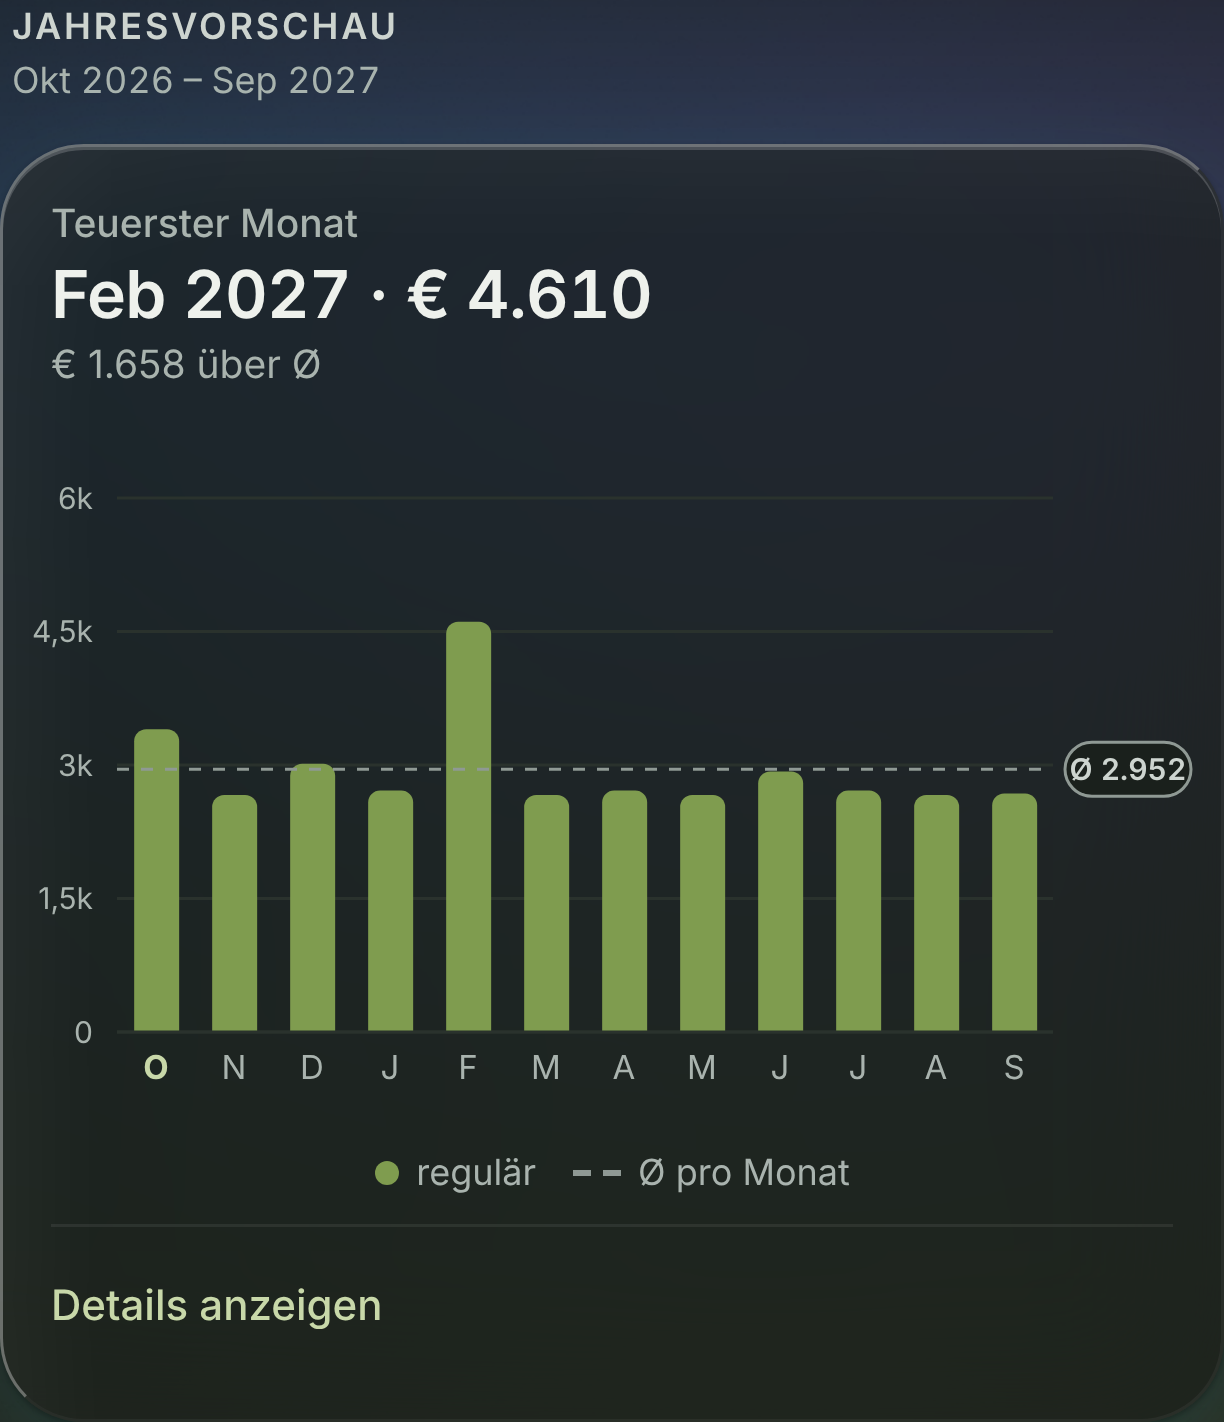 JAHRESVORSCHAU
Okt 2026 – Sep 2027
Teuerster Monat
Feb 2027 · € 4.610
€ 1.658 über Ø
6k
4,5k
3k
Ø 2.952
1,5k
0
O N D J F M A M J J A S
regulär Ø pro Monat
Details anzeigen